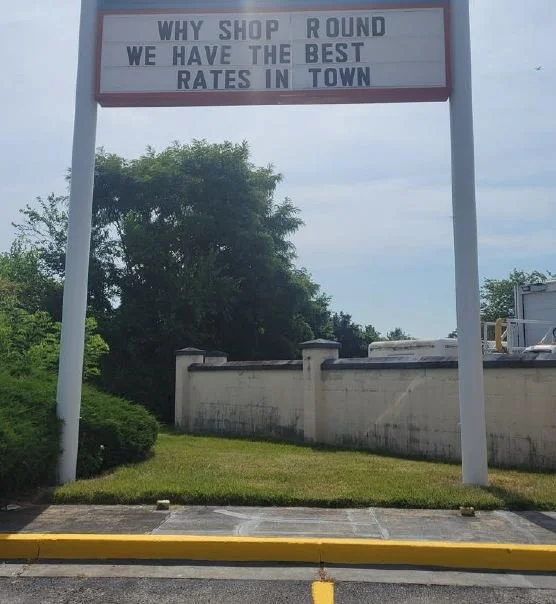 WHY SHOP ROUND
WE HAVE THE BEST
RATES IN TOWN